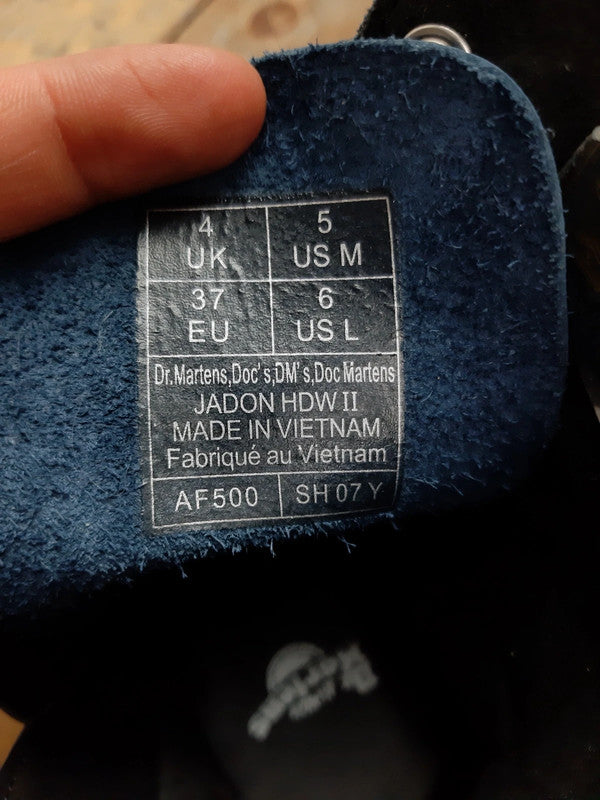 4 UK
5 US M
37 EU
6 US L
Dr.Martens,Doc's,DM's,Doc Martens
JADON HDW II
MADE IN VIETNAM
Fabriqué au Vietnam
AF500
SH 07 Y